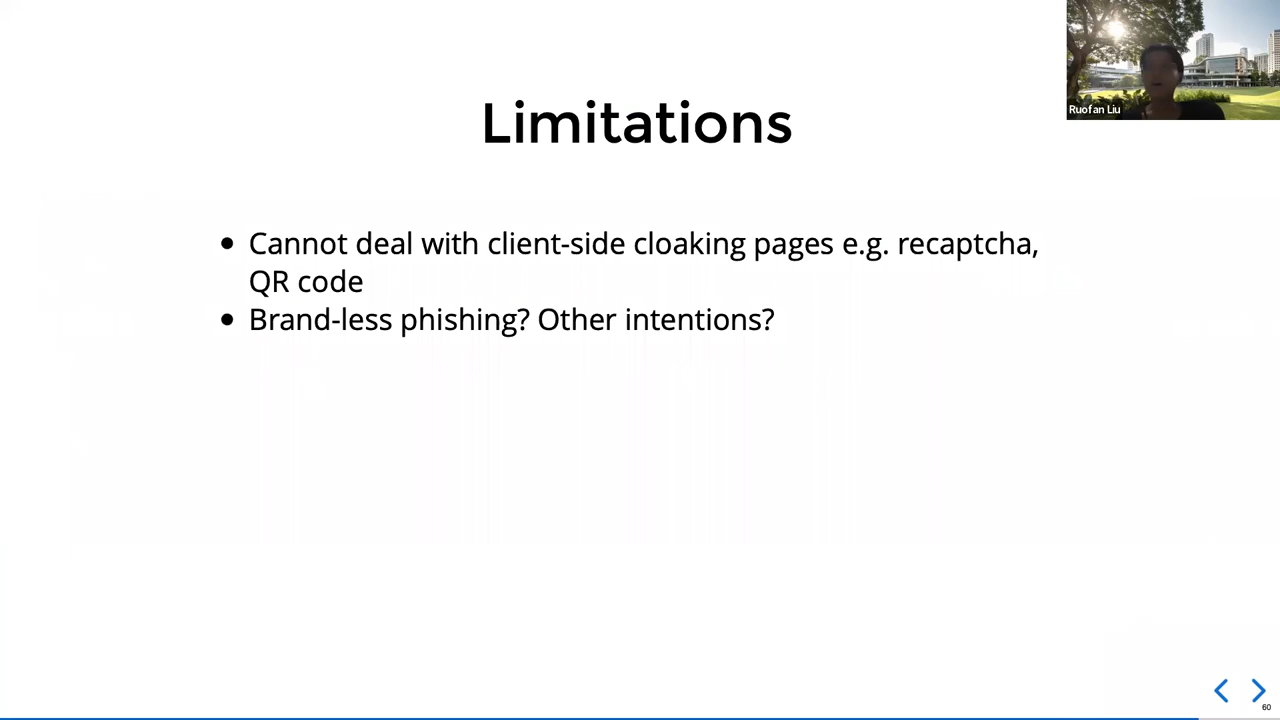 Ruofan Liu
Limitations
Cannot deal with client-side cloaking pages e.g. recaptcha,
QR code
Brand-less phishing? Other intentions?
60